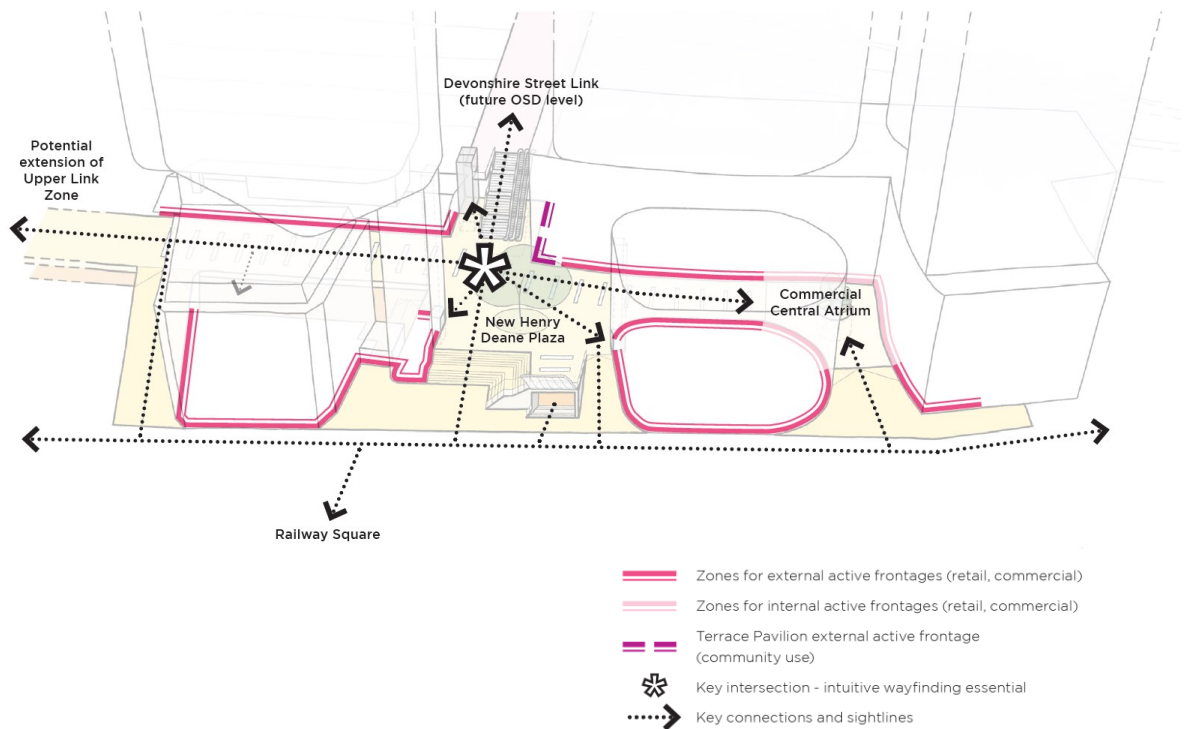 Devonshire Street Link
(future OSD level)
Potential
extension of
Upper Link
Zone
New Henry
Deane Plaza
Commercial
Central Atrium
Railway Square
Zones for external active frontages (retail, commercial)
Zones for internal active frontages (retail, commercial)
Terrace Pavilion external active frontage
(community use)
Key intersection - intuitive wayfinding essential
Key connections and sightlines